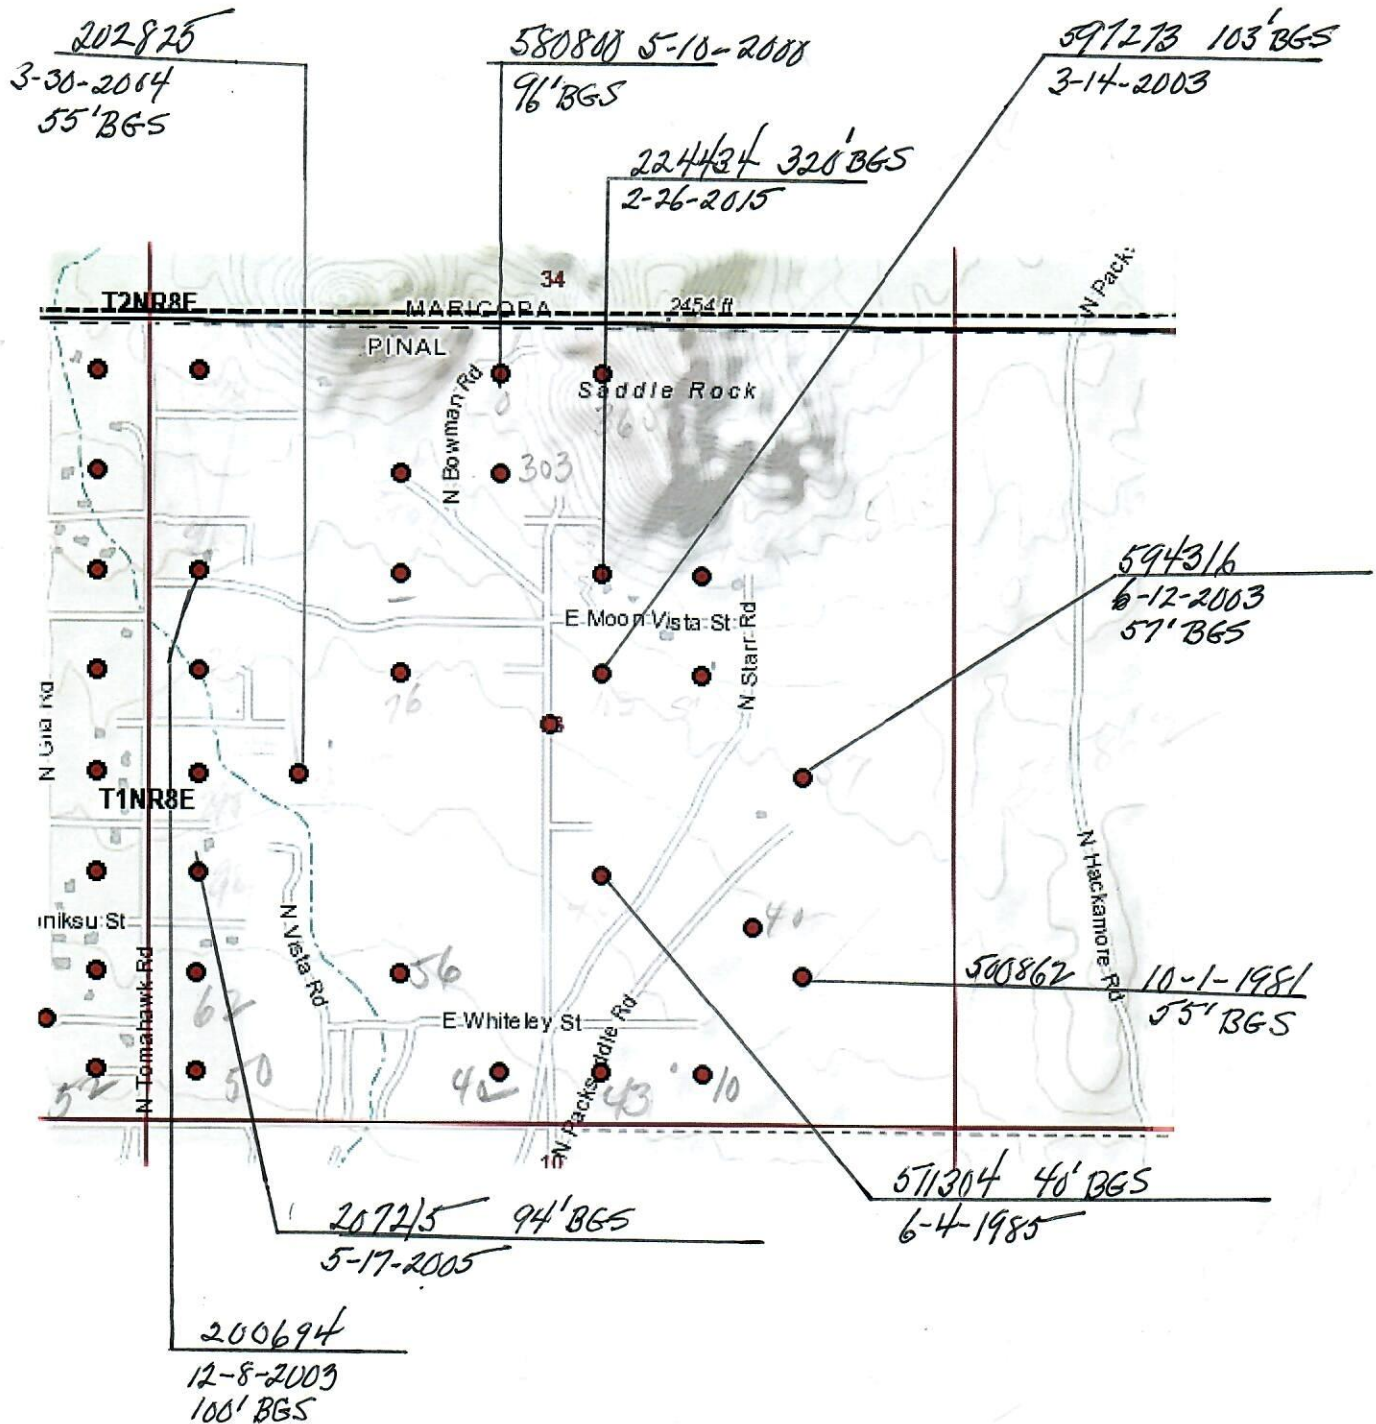 202825
3-30-2004
55' BGS
580800 5-10-2000
96' BGS
597273 103' BGS
3-14-2003
224434 320' BGS
2-26-2015
34
T2NR8E
MARICOPA
2454 ft
PINAL
N Pack
N Bowman Rd
Saddle Rock
303
594316
6-12-2003
57' BGS
E Moon Vista St
N Starr Rd
76
N Gila Rd
T1NR8E
N Hackamore Rd
niksu St
N Tomahawk Rd
N Vista Rd
40
56
62
500862 10-1-1981
55' BGS
E Whiteley St
N Packsaddle Rd
52
50
42
43
10
10
511304 40' BGS
6-4-1985
207215 94' BGS
5-17-2005
200694
12-8-2003
100' BGS